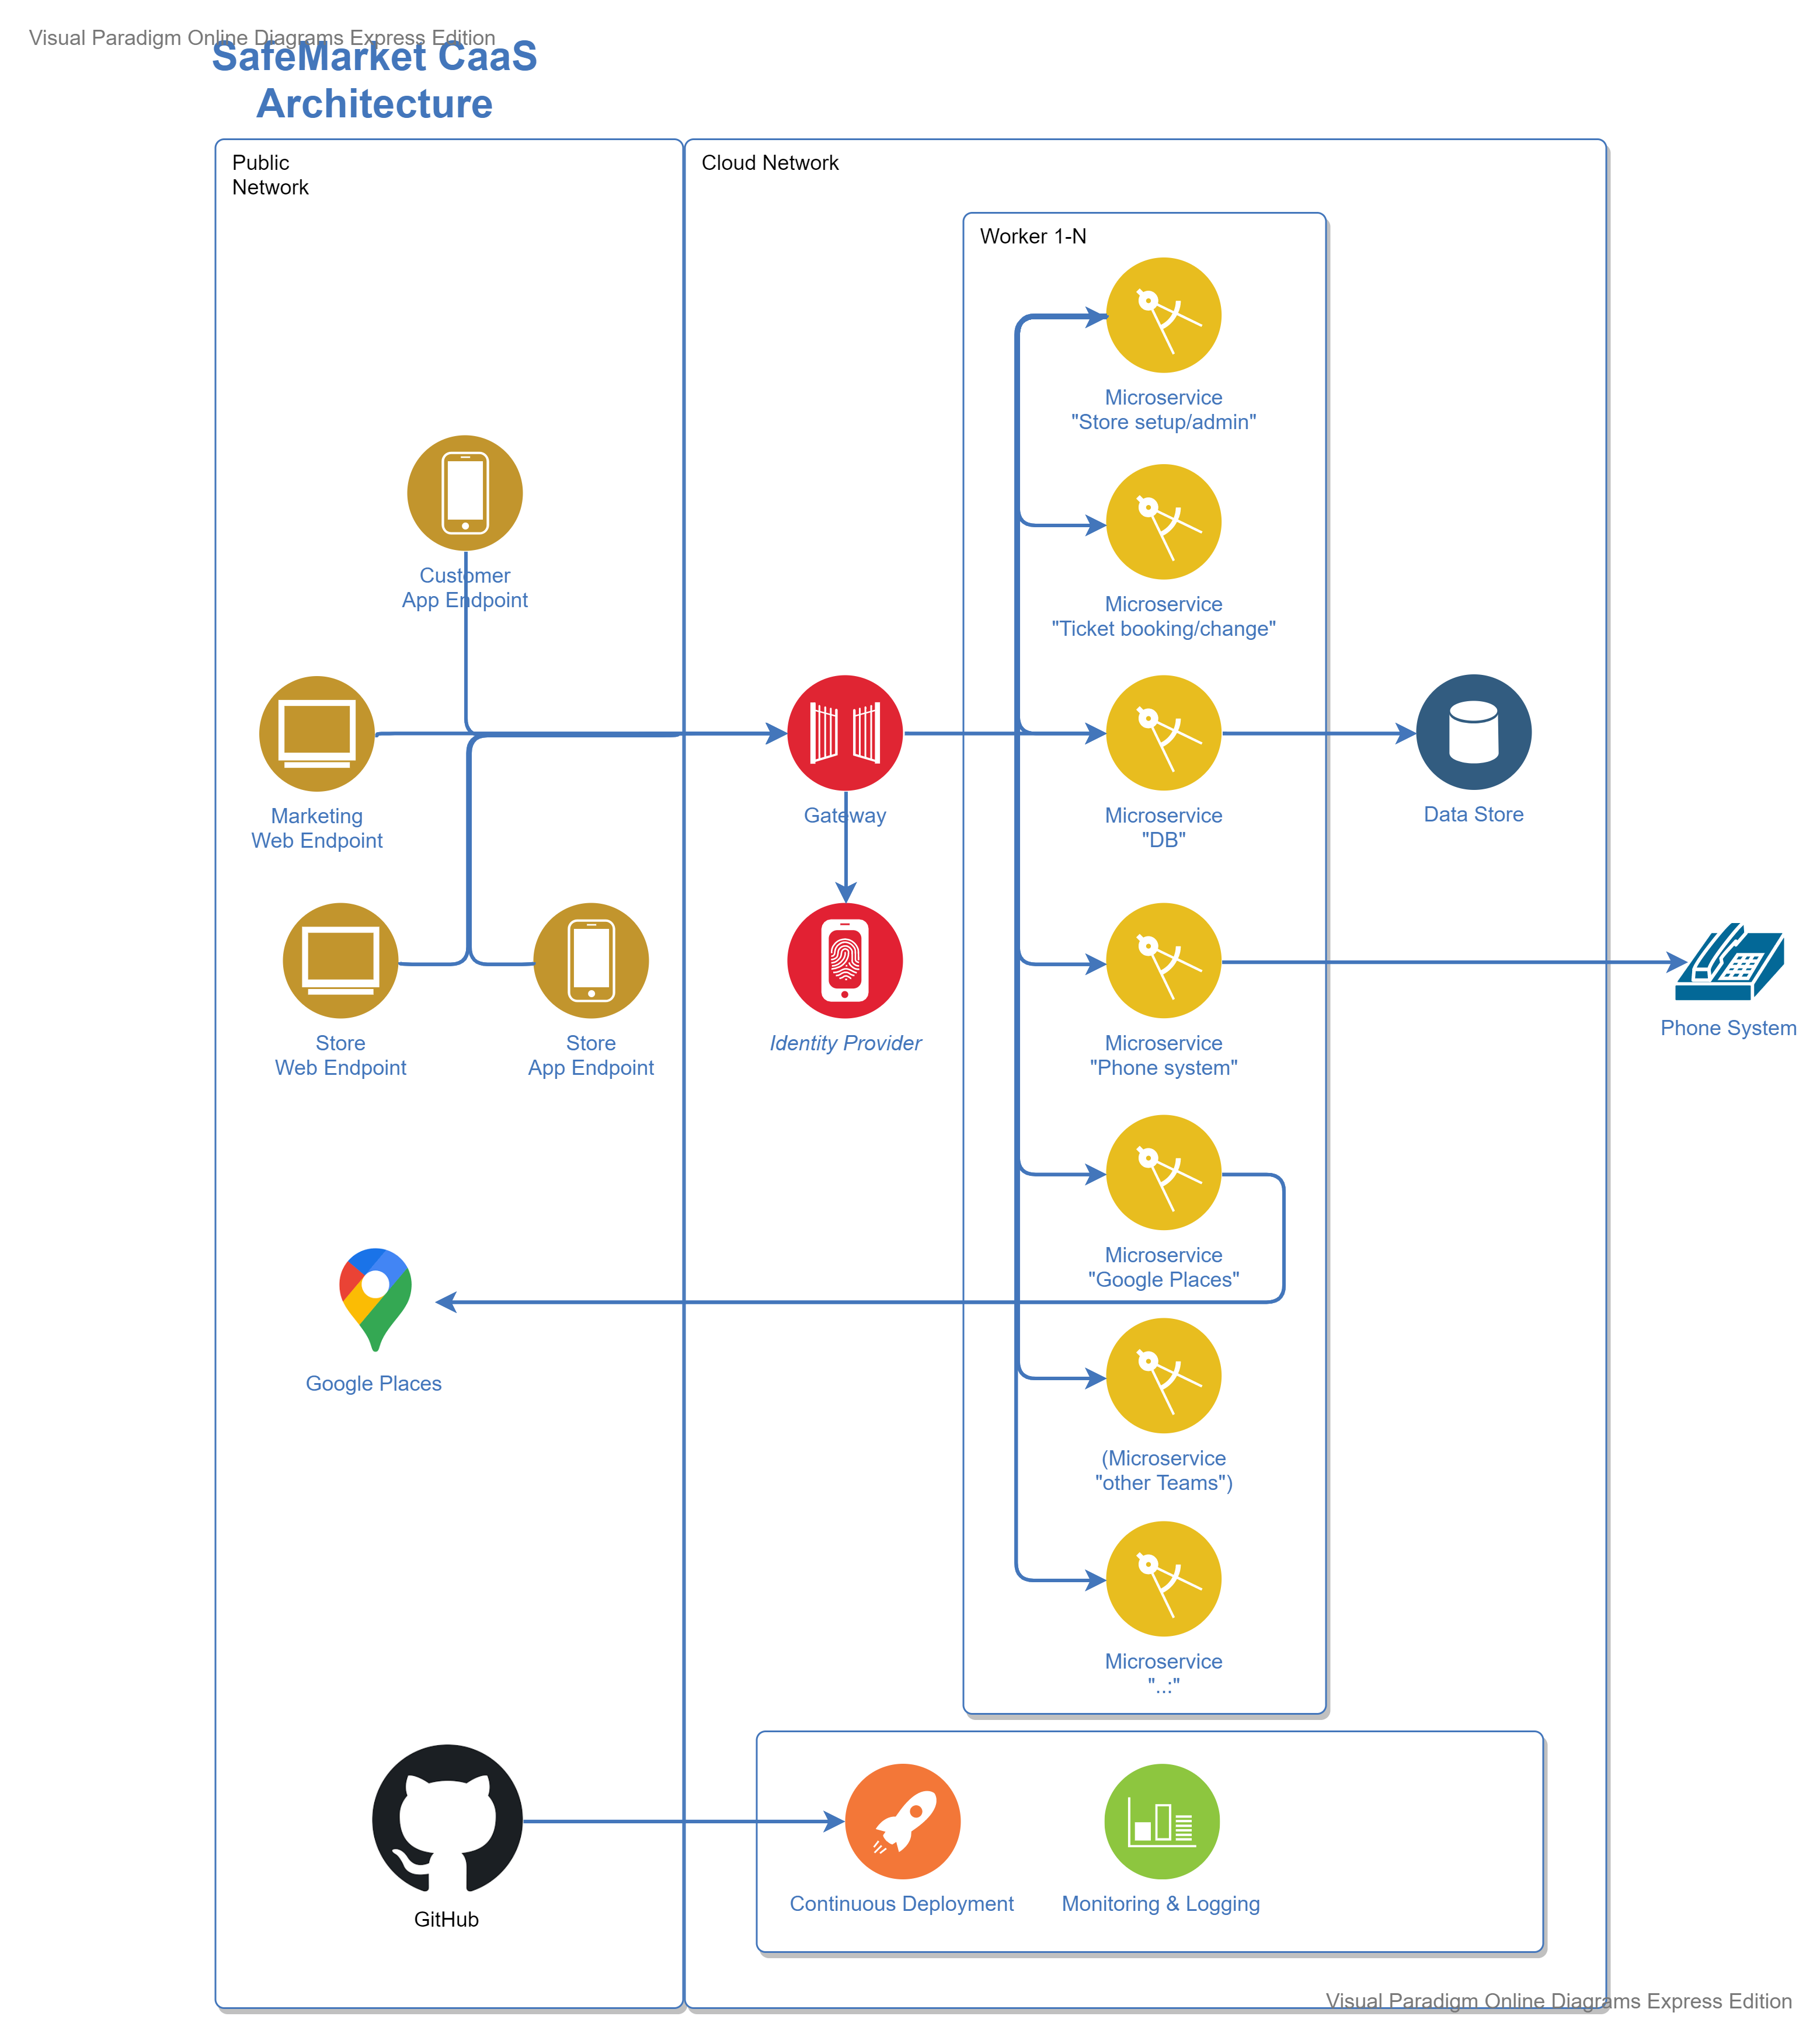 Visual Paradigm Online Diagrams Express Edition
SafeMarket CaaS
Architecture
Public
Network
Cloud Network
Worker 1-N
Microservice
"Store setup/admin"
Customer
App Endpoint
Microservice
"Ticket booking/change"
Marketing
Web Endpoint
Gateway
Microservice
"DB"
Data Store
Store
Web Endpoint
Store
App Endpoint
Identity Provider
Microservice
"Phone system"
Phone System
Microservice
"Google Places"
Google Places
(Microservice
"other Teams")
Microservice
"..:"
GitHub
Continuous Deployment
Monitoring & Logging
Visual Paradigm Online Diagrams Express Edition